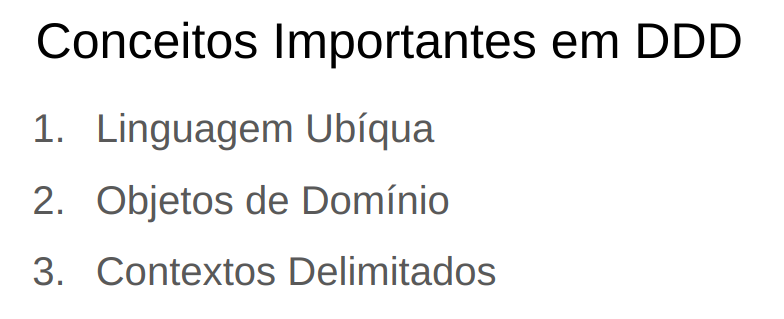 Conceitos Importantes em DDD
1. Linguagem Ubíqua
2. Objetos de Domínio
3. Contextos Delimitados